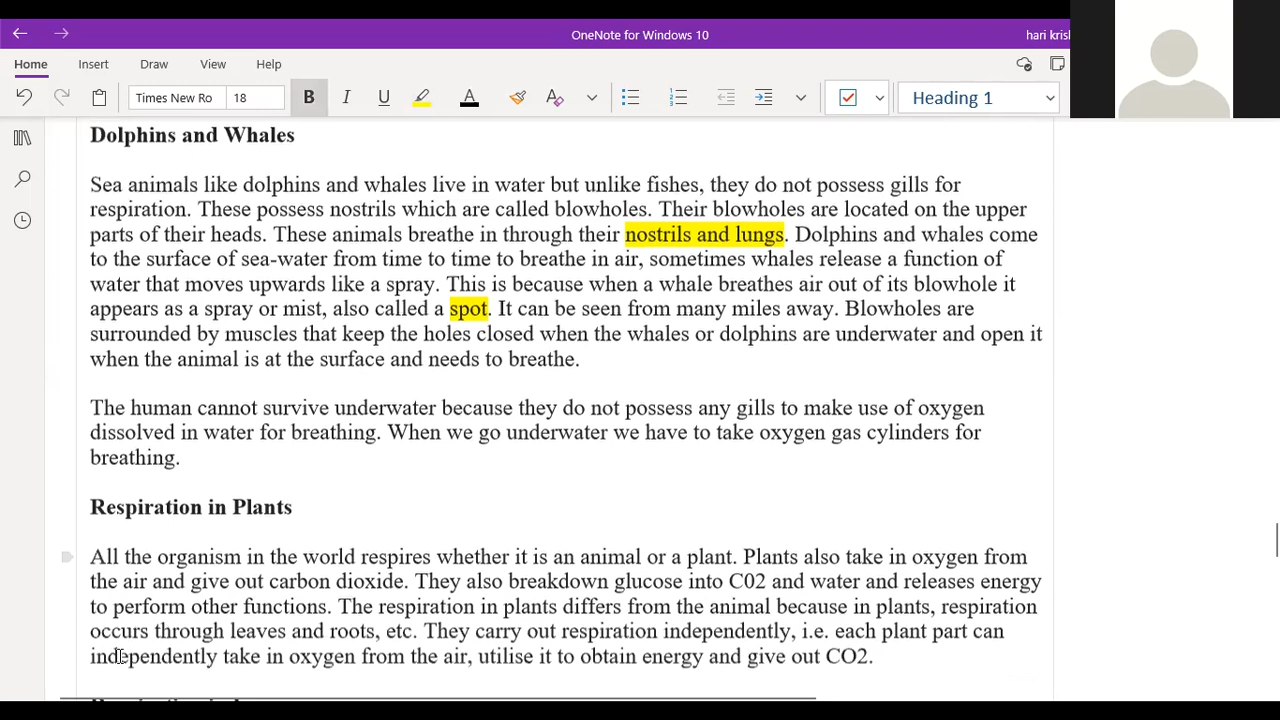 OneNote for Windows 10
hari krish
Home Insert Draw View Help
Times New Ro 18 B I U A A Heading 1
Dolphins and Whales
Sea animals like dolphins and whales live in water but unlike fishes, they do not possess gills for
respiration. These possess nostrils which are called blowholes. Their blowholes are located on the upper
parts of their heads. These animals breathe in through their nostrils and lungs. Dolphins and whales come
to the surface of sea-water from time to time to breathe in air, sometimes whales release a function of
water that moves upwards like a spray. This is because when a whale breathes air out of its blowhole it
appears as a spray or mist, also called a spot. It can be seen from many miles away. Blowholes are
surrounded by muscles that keep the holes closed when the whales or dolphins are underwater and open it
when the animal is at the surface and needs to breathe.
The human cannot survive underwater because they do not possess any gills to make use of oxygen
dissolved in water for breathing. When we go underwater we have to take oxygen gas cylinders for
breathing.
Respiration in Plants
All the organism in the world respires whether it is an animal or a plant. Plants also take in oxygen from
the air and give out carbon dioxide. They also breakdown glucose into C02 and water and releases energy
to perform other functions. The respiration in plants differs from the animal because in plants, respiration
occurs through leaves and roots, etc. They carry out respiration independently, i.e. each plant part can
independently take in oxygen from the air, utilise it to obtain energy and give out CO2.